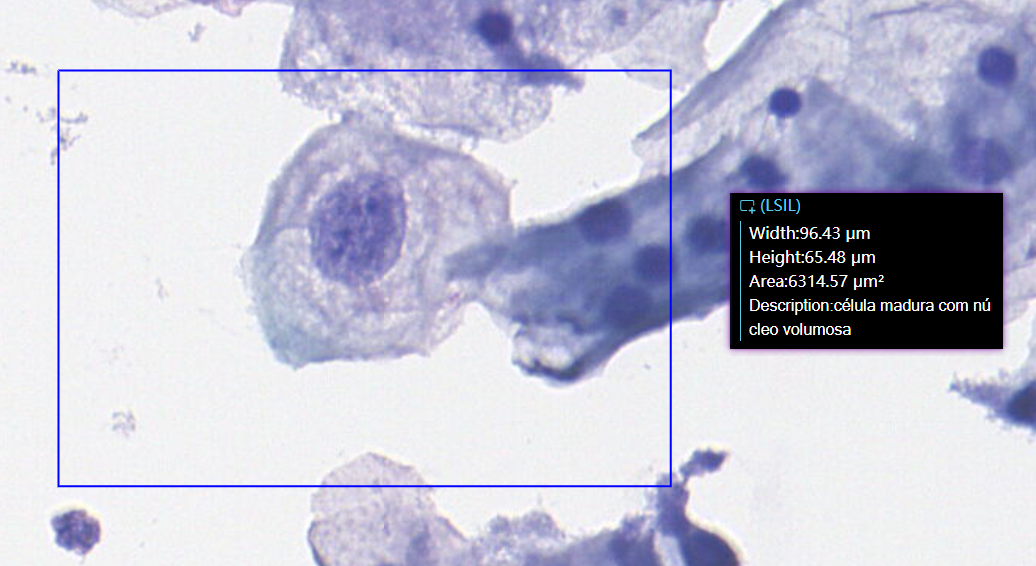 (LSIL)
Width:96.43 µm
Height:65.48 µm
Area:6314.57 µm²
Description:célula madura com nú
cleo volumosa